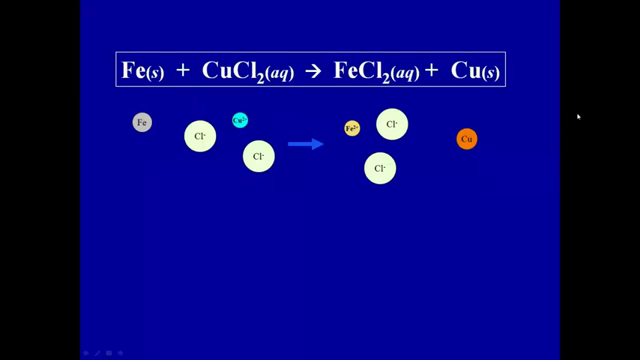 Fe(s) + CuCl₂(aq) → FeCl₂(aq) + Cu(s)
Fe Cl⁻ Cu²⁺ Cl⁻ Fe²⁺ Cl⁻ Cl⁻ Cu